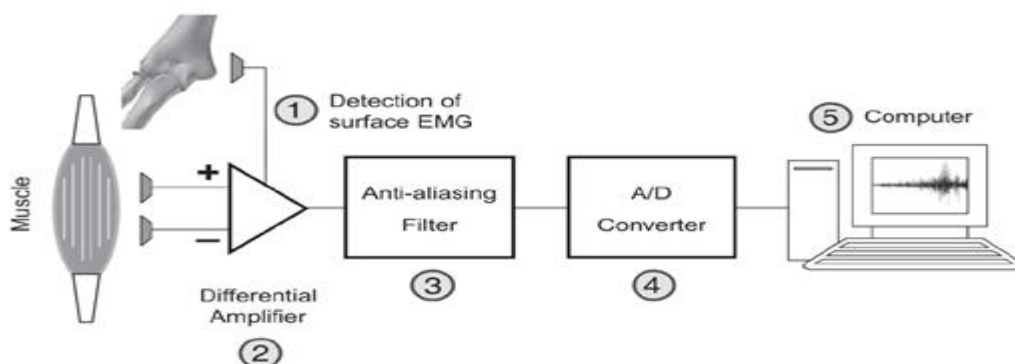 1 Detection of
surface EMG
5 Computer
Muscle
+
−
Anti-aliasing
Filter
A/D
Converter
3
4
Differential
Amplifier
2